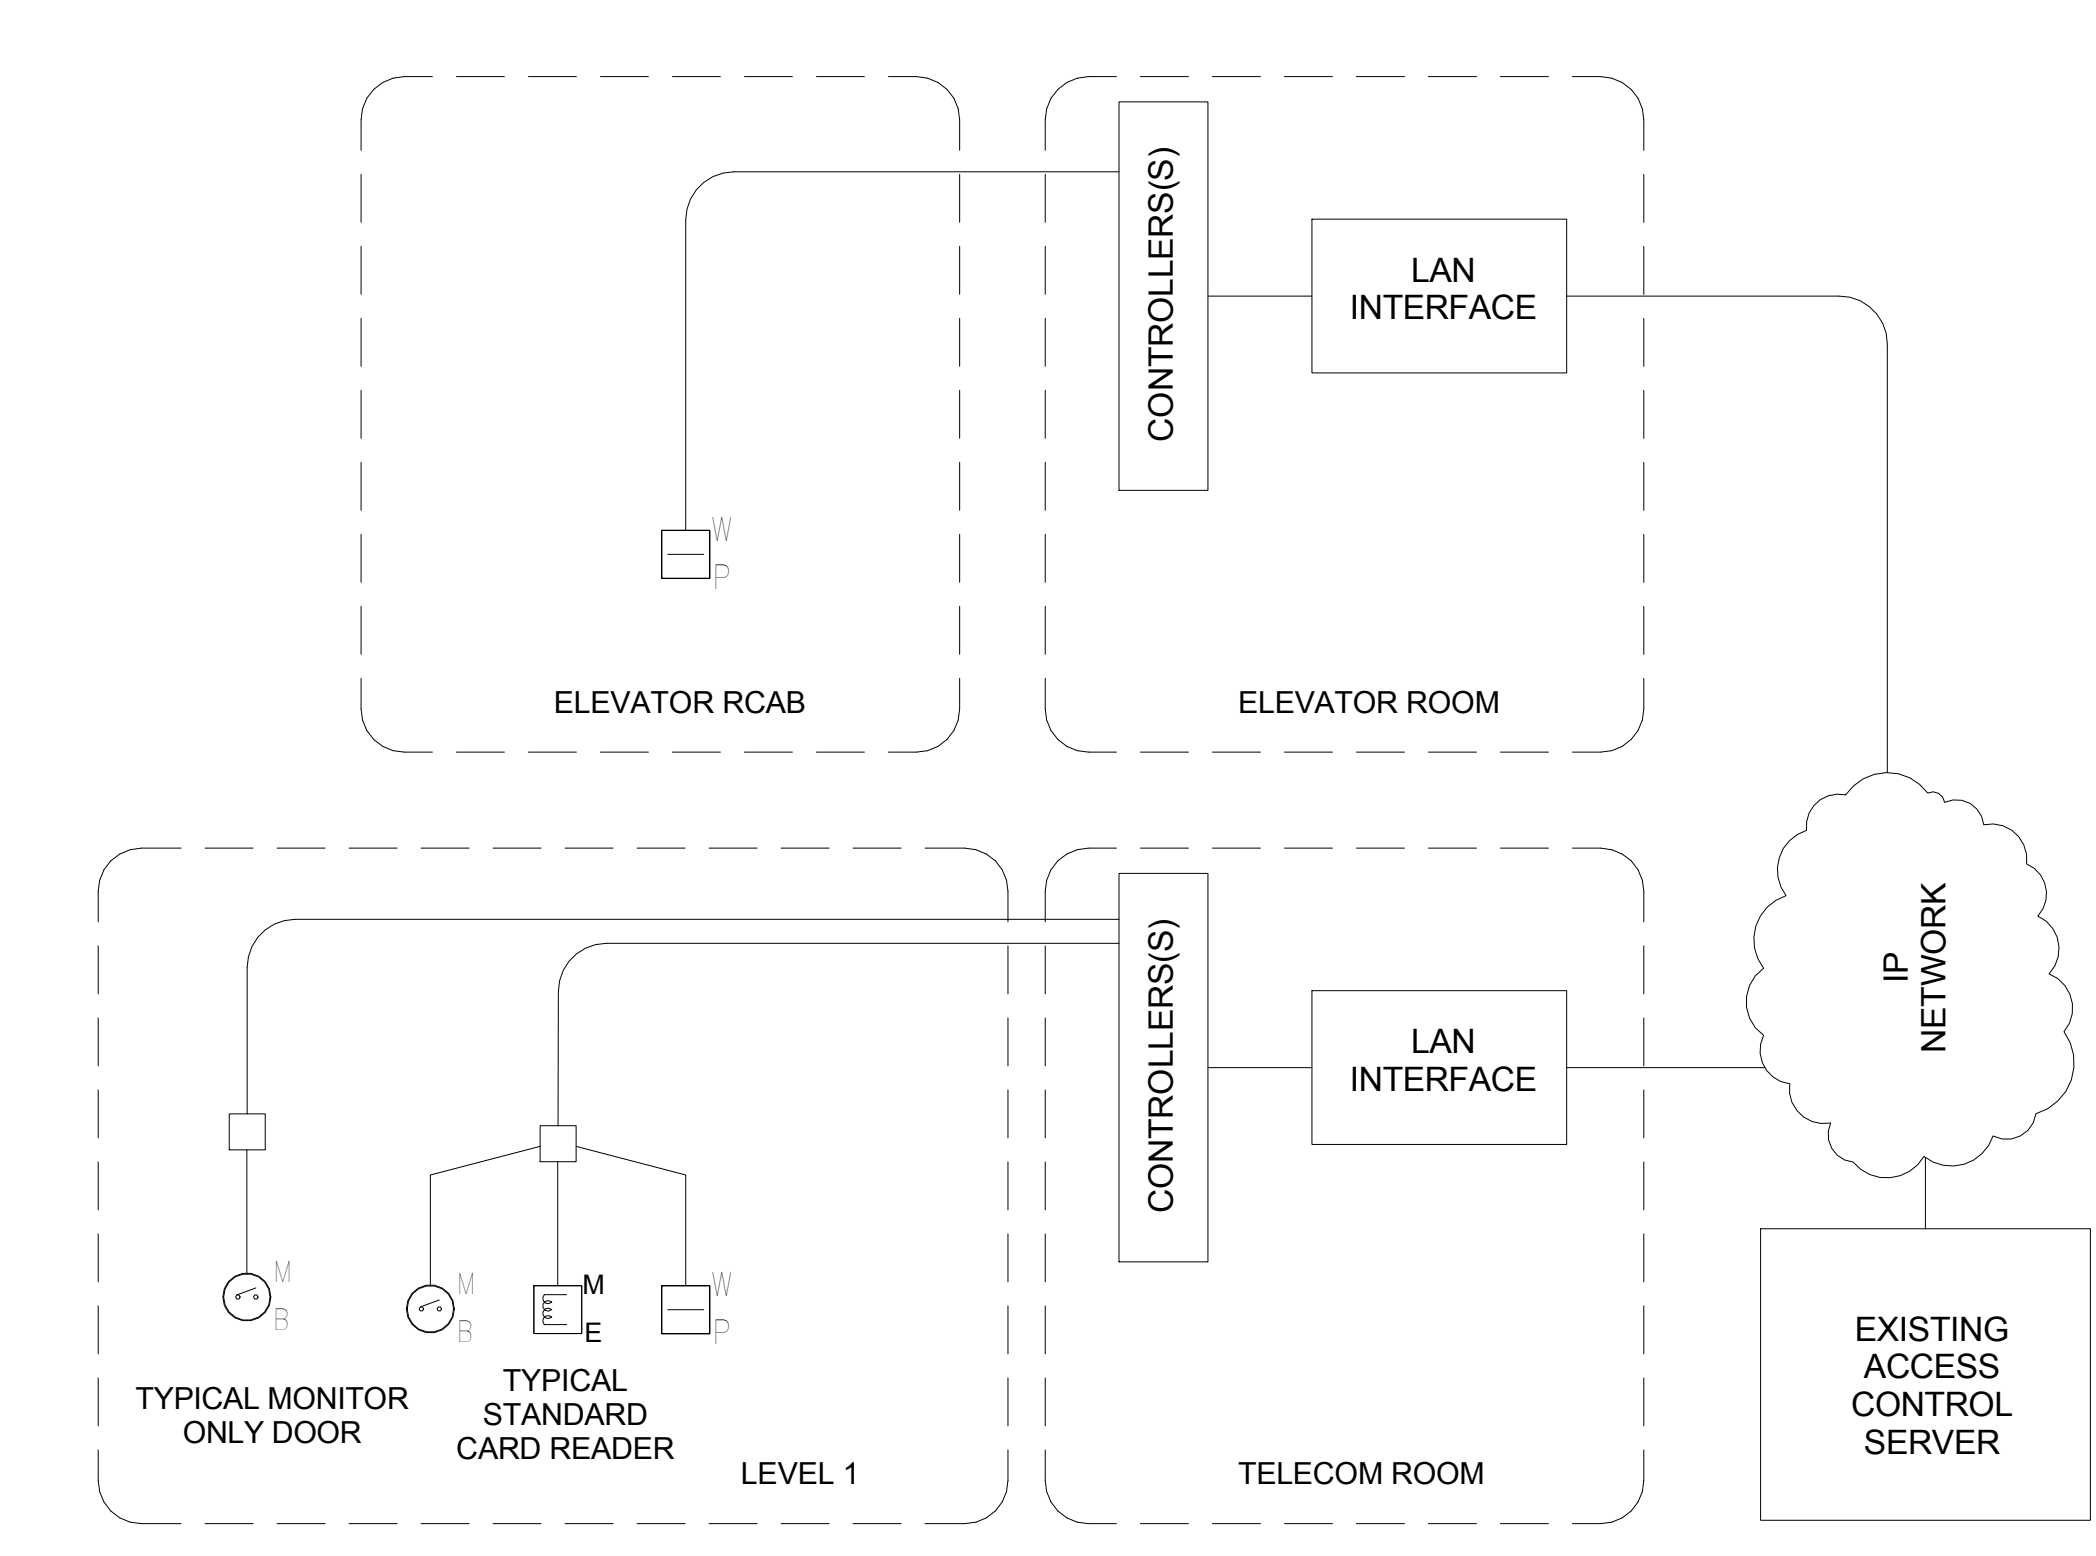 CONTROLLERS(S)
LAN
INTERFACE
W
P
ELEVATOR RCAB
ELEVATOR ROOM
CONTROLLERS(S)
LAN
INTERFACE
IP
NETWORK
M
B
M
B
M
E
W
P
TYPICAL MONITOR
ONLY DOOR
TYPICAL
STANDARD
CARD READER
LEVEL 1
TELECOM ROOM
EXISTING
ACCESS
CONTROL
SERVER